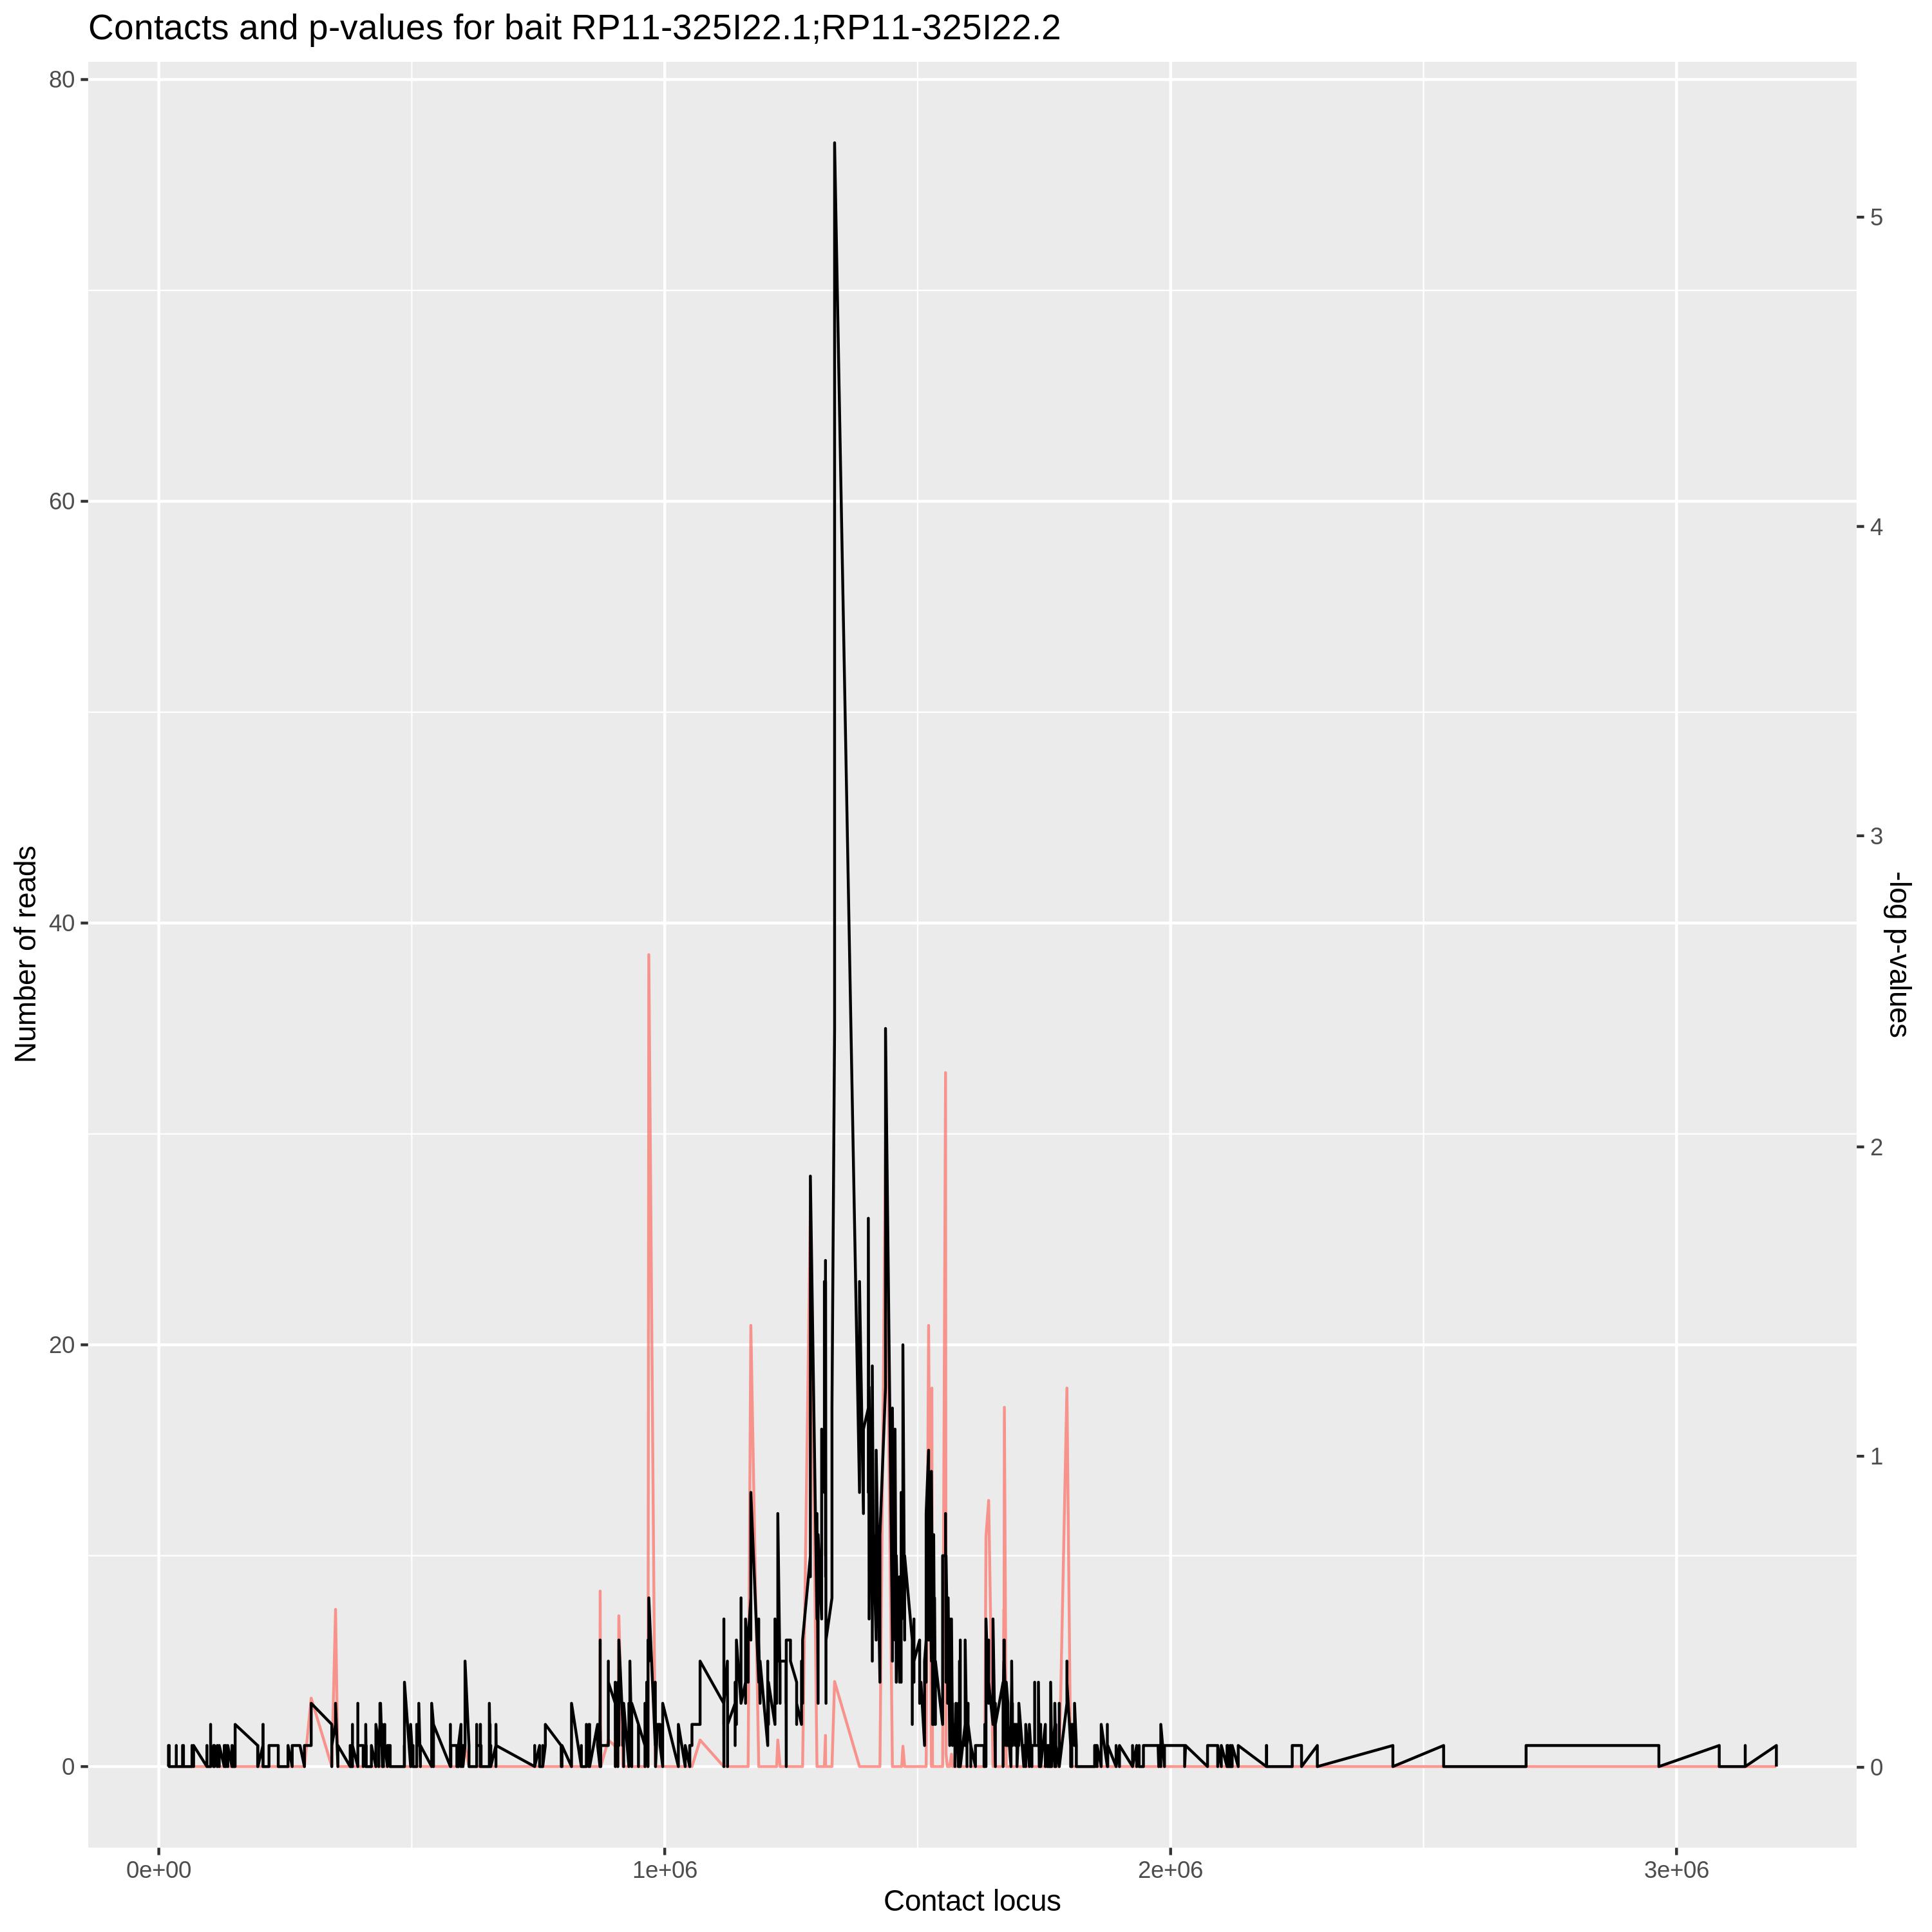 Contacts and p-values for bait RP11-325I22.1;RP11-325I22.2
80
60
40
20
0
Number of reads
5
4
3
2
1
0
-log p-values
0e+00
1e+06
2e+06
3e+06
Contact locus